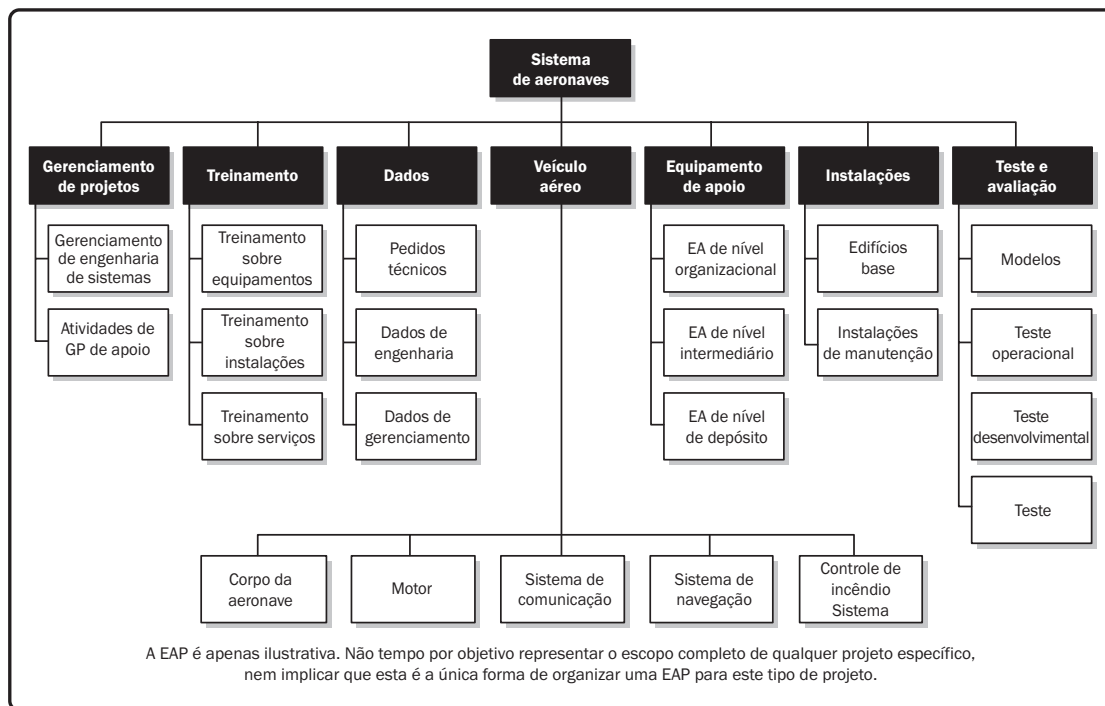 Sistema
de aeronaves
Gerenciamento
de projetos
Treinamento
Dados
Veículo
aéreo
Equipamento
de apoio
Instalações
Teste e
avaliação
Gerenciamento
de engenharia
de sistemas
Atividades de
GP de apoio
Treinamento
sobre
equipamentos
Treinamento
sobre
instalações
Treinamento
sobre serviços
Pedidos
técnicos
Dados de
engenharia
Dados de
gerenciamento
EA de nível
organizacional
EA de nível
intermediário
EA de nível
de depósito
Edifícios
base
Instalações
de manutenção
Modelos
Teste
operacional
Teste
desenvolvimental
Teste
Corpo da
aeronave
Motor
Sistema de
comunicação
Sistema de
navegação
Controle de
incêndio
Sistema
A EAP é apenas ilustrativa. Não tempo por objetivo representar o escopo completo de qualquer projeto específico,
nem implicar que esta é a única forma de organizar uma EAP para este tipo de projeto.